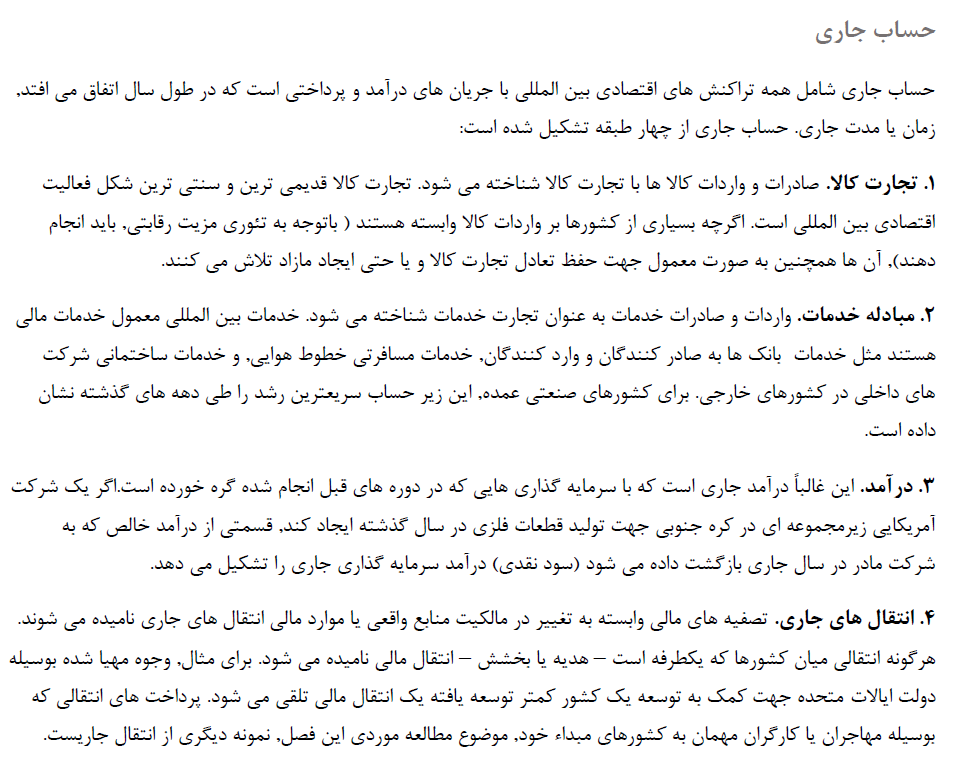 حساب جاری
حساب جاری شامل همه تراکنش های اقتصادی بین المللی با جریان های درآمد و پرداختی است که در طول سال اتفاق می افتد,
زمان یا مدت جاری. حساب جاری از چهار طبقه تشکیل شده است:
۱. تجارت کالا. صادرات و واردات کالا ها با تجارت کالا شناخته می شود. تجارت کالا قدیمی ترین و سنتی ترین شکل فعالیت
اقتصادی بین المللی است. اگرچه بسیاری از کشورها بر واردات کالا وابسته هستند ( باتوجه به تئوری مزیت رقابتی, باید انجام
دهند), آن ها همچنین به صورت معمول جهت حفظ تعادل تجارت کالا و یا حتی ایجاد مازاد تلاش می کنند.
۲. مبادله خدمات. واردات و صادرات خدمات به عنوان تجارت خدمات شناخته می شود. خدمات بین المللی معمول خدمات مالی
هستند مثل خدمات  بانک ها به صادر کنندگان و وارد کنندگان, خدمات مسافرتی خطوط هوایی, و خدمات ساختمانی شرکت
های داخلی در کشورهای خارجی. برای کشورهای صنعتی عمده, این زیر حساب سریعترین رشد را طی دهه های گذشته نشان
داده است.
۳. درآمد. این غالباً درآمد جاری است که با سرمایه گذاری هایی که در دوره های قبل انجام شده گره خورده است.اگر یک شرکت
آمریکایی زیرمجموعه ای در کره جنوبی جهت تولید قطعات فلزی در سال گذشته ایجاد کند, قسمتی از درآمد خالص که به
شرکت مادر در سال جاری بازگشت داده می شود (سود نقدی) درآمد سرمایه گذاری جاری را تشکیل می دهد.
۴. انتقال های جاری. تصفیه های مالی وابسته به تغییر در مالکیت منابع واقعی یا موارد مالی انتقال های جاری نامیده می شوند.
هرگونه انتقالی میان کشورها که یکطرفه است – هدیه یا بخشش – انتقال مالی نامیده می شود. برای مثال, وجوه مهیا شده بوسیله
دولت ایالات متحده جهت کمک به توسعه یک کشور کمتر توسعه یافته یک انتقال مالی تلقی می شود. پرداخت های انتقالی که
بوسیله مهاجران یا کارگران مهمان به کشورهای مبداء خود, موضوع مطالعه موردی این فصل, نمونه دیگری از انتقال جاریست.